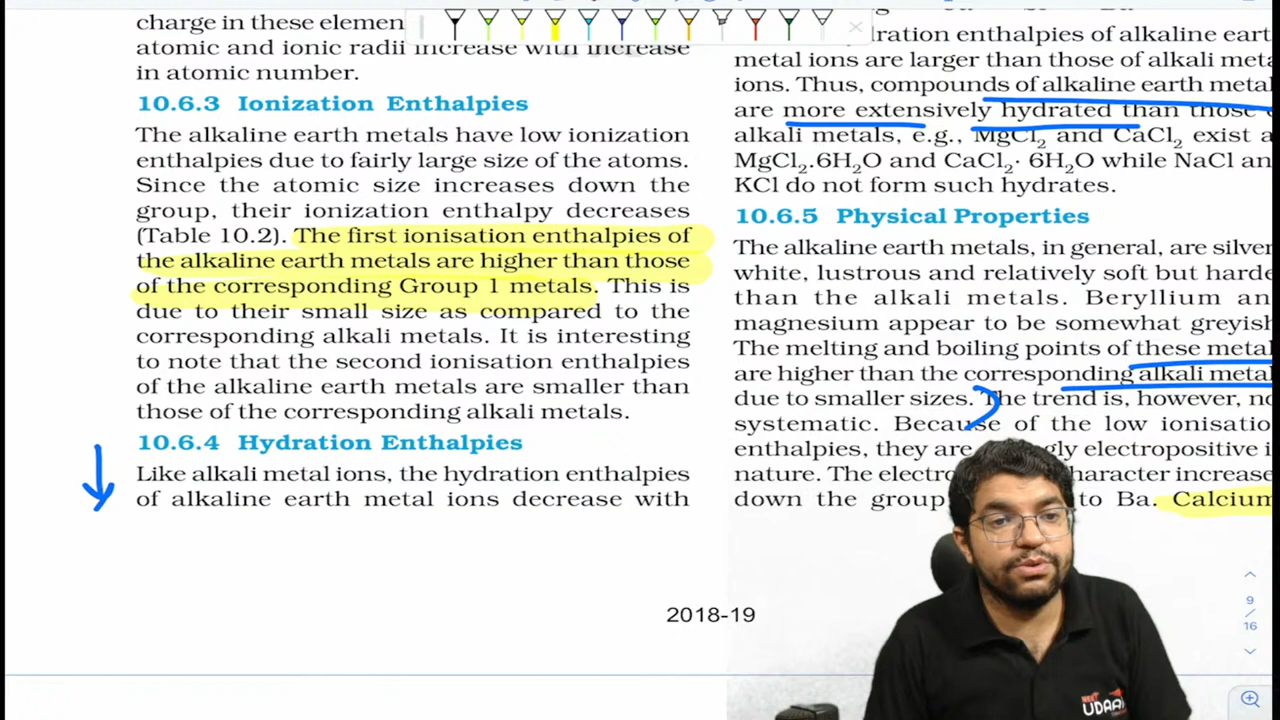 charge in these elemen
atomic and ionic radii increase with increase
in atomic number.
10.6.3 Ionization Enthalpies
The alkaline earth metals have low ionization
enthalpies due to fairly large size of the atoms.
Since the atomic size increases down the
group, their ionization enthalpy decreases
(Table 10.2). The first ionisation enthalpies of
the alkaline earth metals are higher than those
of the corresponding Group 1 metals. This is
due to their small size as compared to the
corresponding alkali metals. It is interesting
to note that the second ionisation enthalpies
of the alkaline earth metals are smaller than
those of the corresponding alkali metals.
10.6.4 Hydration Enthalpies
Like alkali metal ions, the hydration enthalpies
of alkaline earth metal ions decrease with
ration enthalpies of alkaline eart
metal ions are larger than those of alkali meta
ions. Thus, compounds of alkaline earth metal
are more extensively hydrated than those
alkali metals, e.g., MgCl₂ and CaCl₂ exist a
MgCl₂.6H₂O and CaCl₂· 6H₂O while NaCl an
KCl do not form such hydrates.
10.6.5 Physical Properties
The alkaline earth metals, in general, are silver
white, lustrous and relatively soft but harde
than the alkali metals. Beryllium an
magnesium appear to be somewhat greyish
The melting and boiling points of these metal
are higher than the corresponding alkali metal
due to smaller sizes. The trend is, however, no
systematic. Because of the low ionisatio
enthalpies, they are gly electropositive i
nature. The electro character increase
down the group to Ba. Calcium
2018-19
9
/
16
NEET
UDAAN